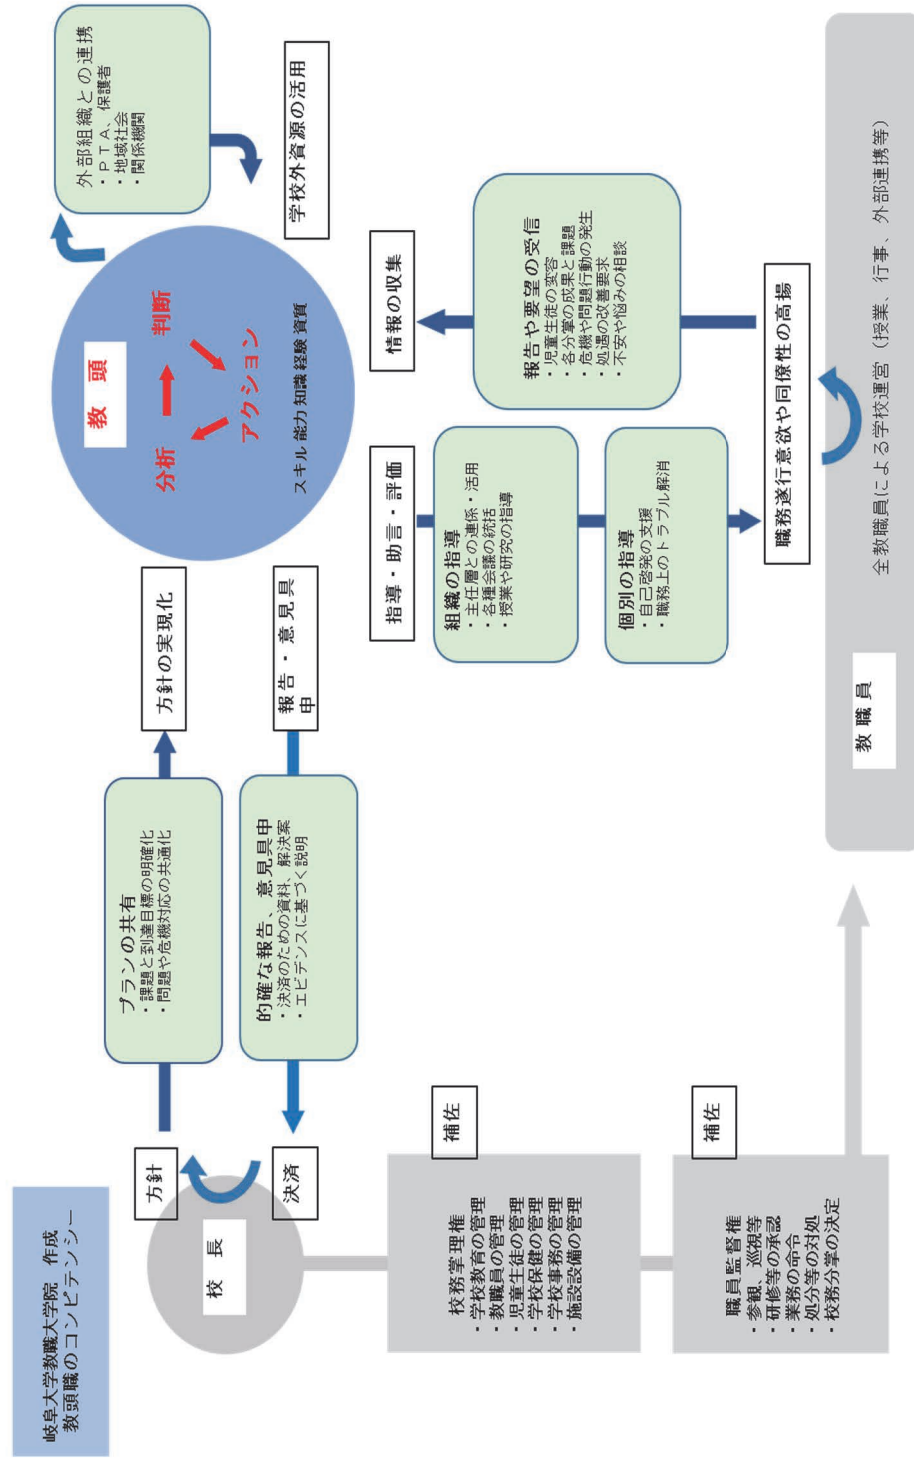 岐阜大学教職大学院 作成
教頭職のコンピテンシー
校 長
方針
決済
プランの共有
・課題と到達目標の明確化
・問題や危機対応の共通化
方針の実現化
的確な報告、意見具申
・決済のための資料、解決案
・エビデンスに基づく説明
報告・意見具
申
教 頭
分析
判断
アクション
スキル 能力 知識 経験 資質
外部組織との連携
・PTA、保護者
・地域社会
・関係機関
学校外資源の活用
校務掌理権
・学校教育の管理
・教職員の管理
・児童生徒の管理
・学校保健の管理
・学校事務の管理
・施設設備の管理
補佐
職員監督権
・参観、巡視等
・研修等の承認
・業務の命令
・処分等の対処
・校務分掌の決定
補佐
指導・助言・評価
組織の指導
・主任層との連係・活用
・各種会議の統括
・授業や研究の指導
個別の指導
・自己啓発の支援
・職務上のトラブル解消
情報の収集
報告や要望の受信
・児童生徒の変容
・各分掌の成果と課題
・危機や問題行動の発生
・処遇の改善要求
・不安や悩みの相談
職務遂行意欲や同僚性の高揚
教職員
全教職員による学校運営（授業、行事、外部連携等）